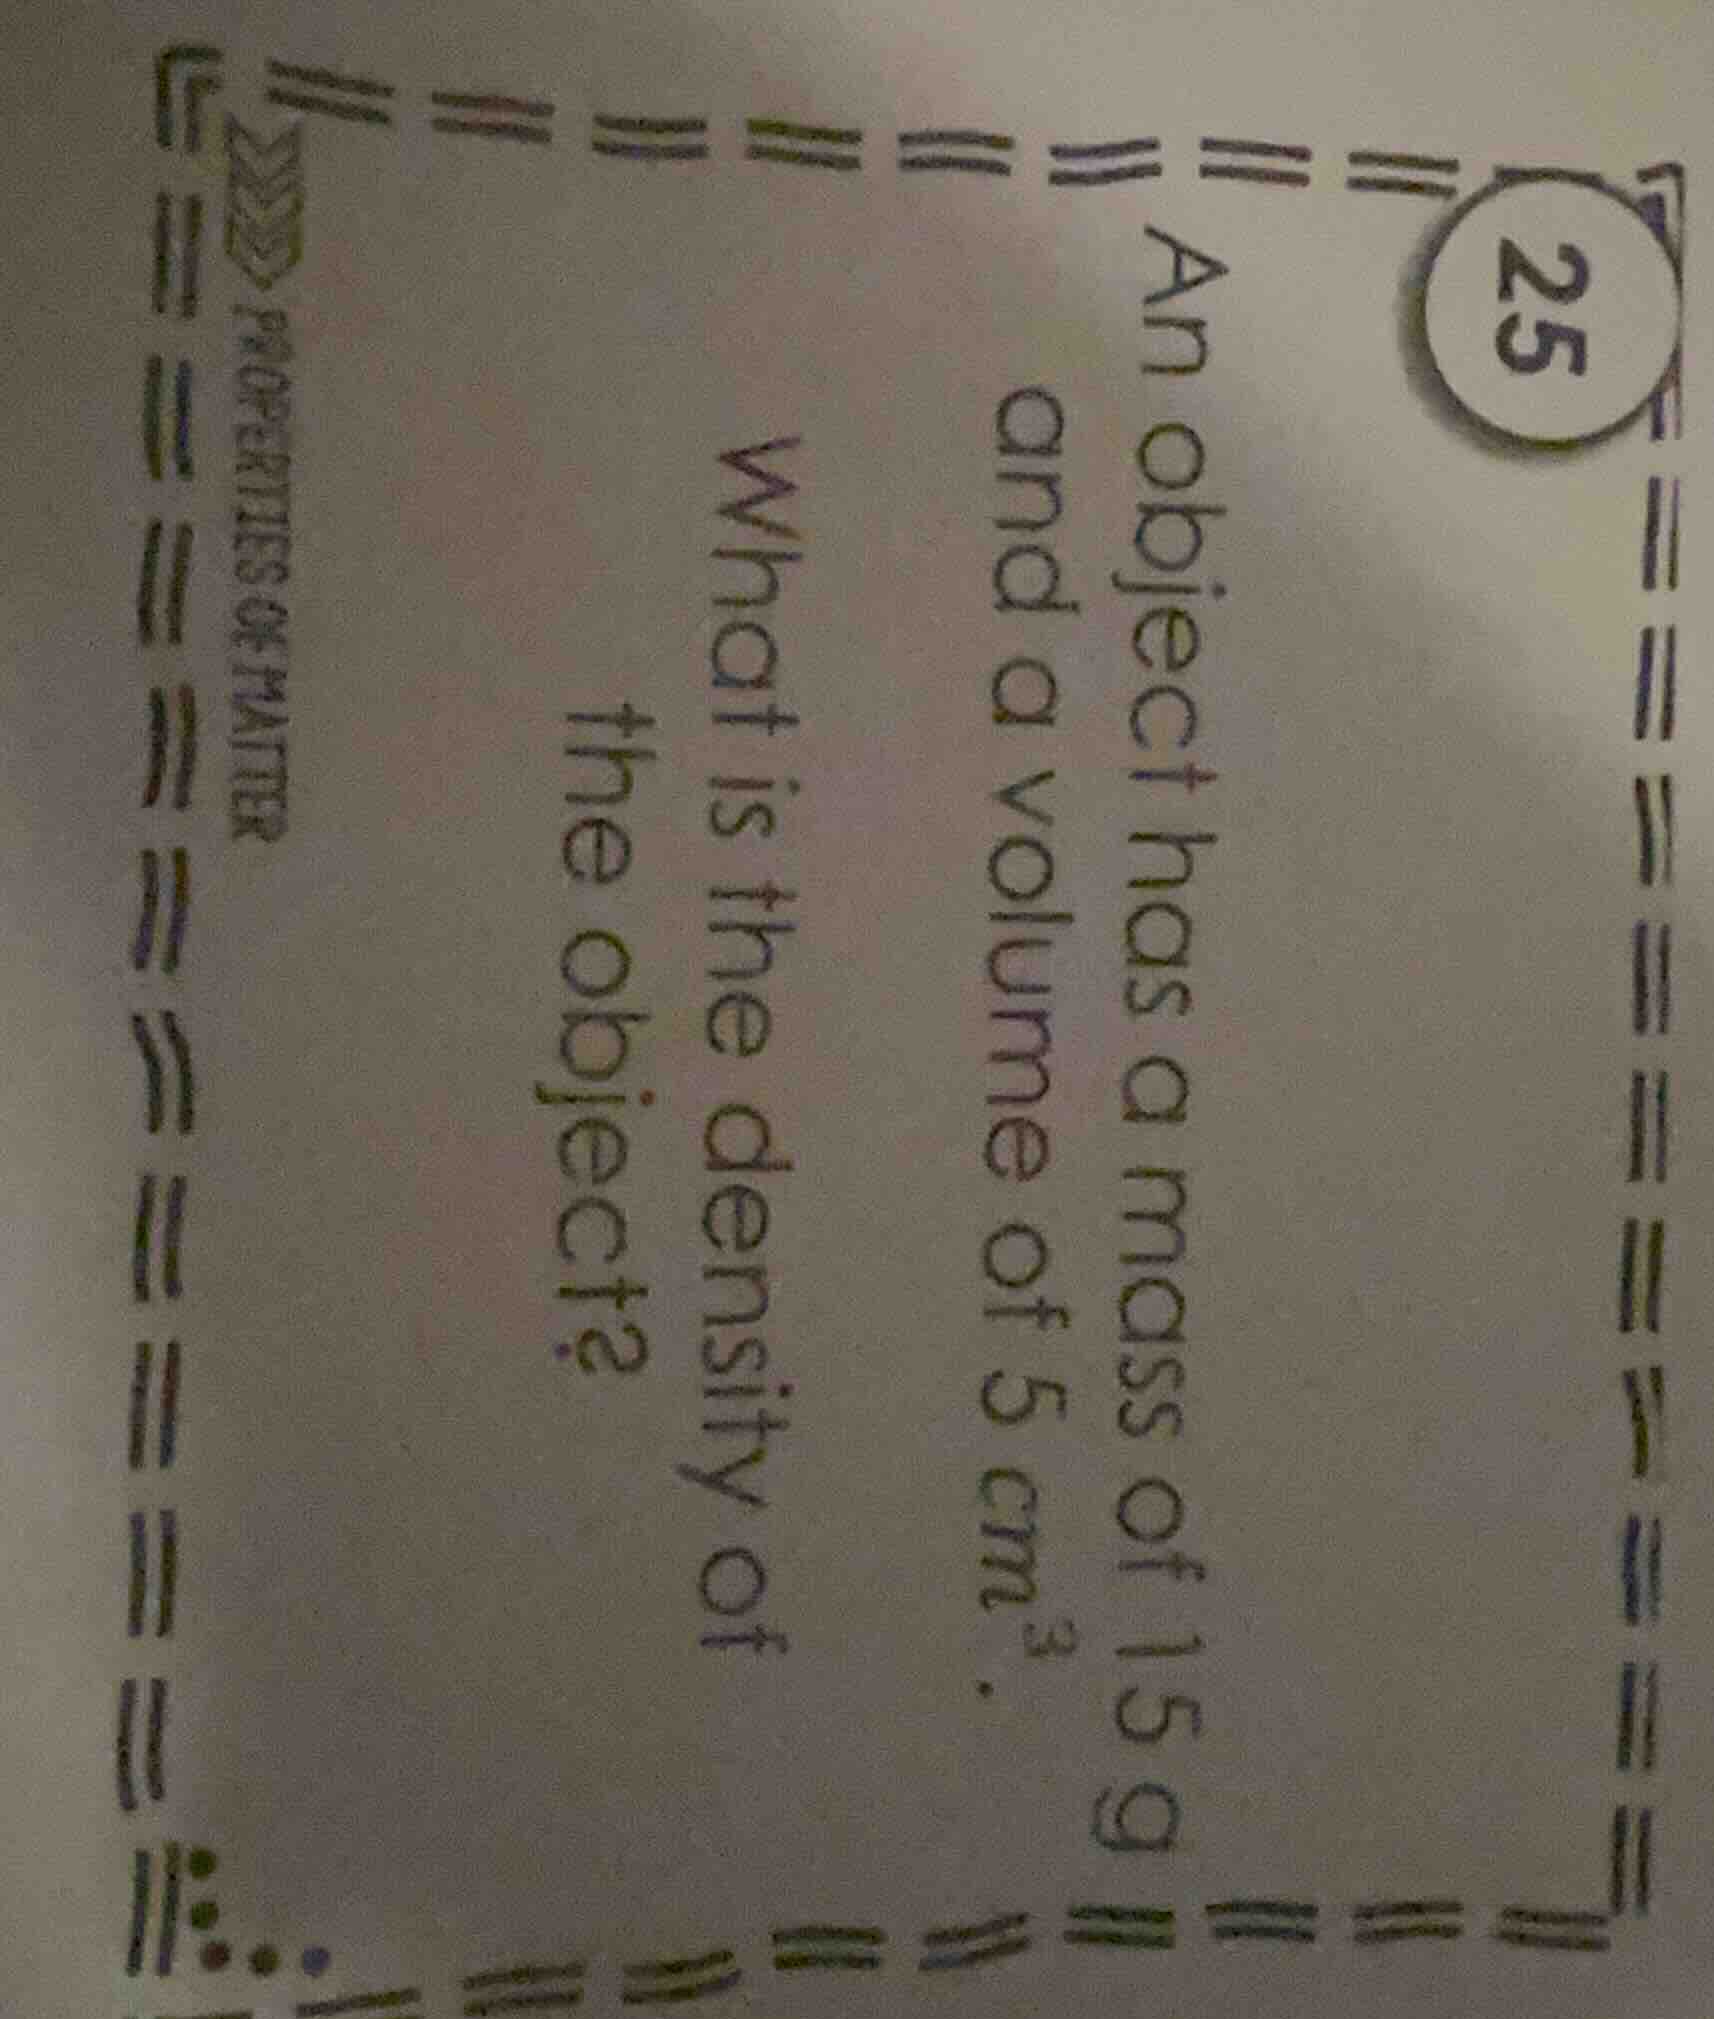 25
An object has a mass of 15 g
and a volume of 5 cm³.
What is the density of
the object?
PROPERTIES OF MATTER